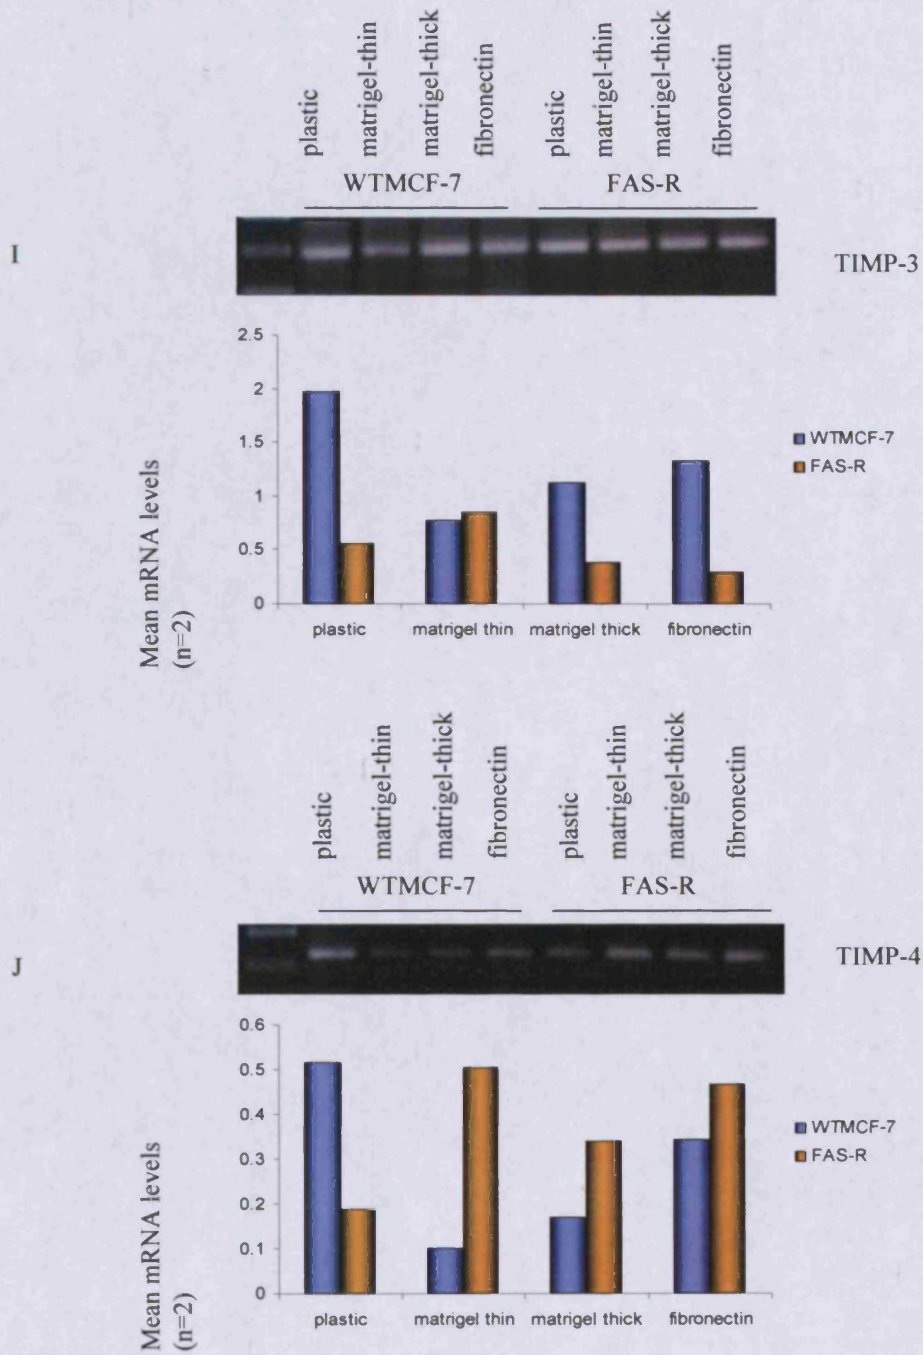 plastic
matrigel-thin
matrigel-thick
fibronectin
plastic
matrigel-thin
matrigel-thick
fibronectin
WTMCF-7
FAS-R
I
TIMP-3
Mean mRNA levels
(n=2)
2.5
2
1.5
1
0.5
0
plastic
matrigel thin
matrigel thick
fibronectin
WTMCF-7
FAS-R
plastic
matrigel-thin
matrigel-thick
fibronectin
plastic
matrigel-thin
matrigel-thick
fibronectin
WTMCF-7
FAS-R
J
TIMP-4
Mean mRNA levels
(n=2)
0.6
0.5
0.4
0.3
0.2
0.1
0
plastic
matrigel thin
matrigel thick
fibronectin
WTMCF-7
FAS-R